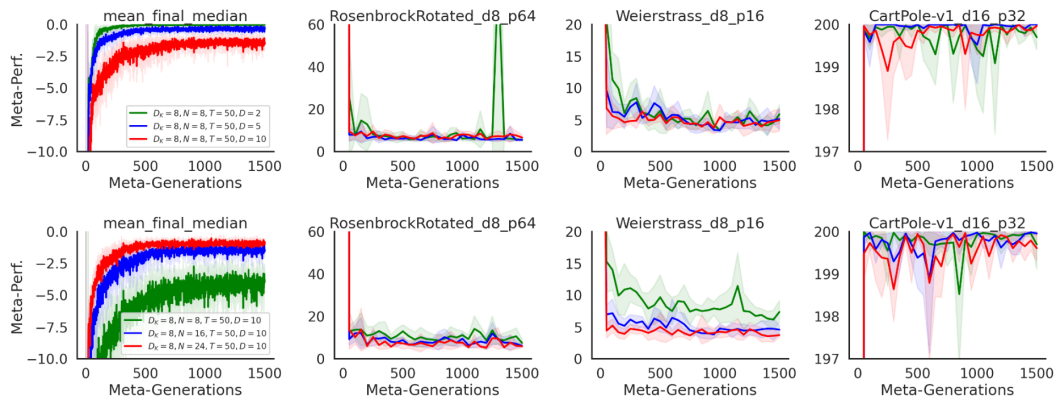 mean_final_median
RosenbrockRotated_d8_p64
Weierstrass_d8_p16
CartPole-v1_d16_p32
Meta-Perf.
0.0
−2.5
−5.0
−7.5
−10.0
D_K = 8, N = 8, T = 50, D = 2
D_K = 8, N = 8, T = 50, D = 5
D_K = 8, N = 8, T = 50, D = 10
0 500 1000 1500
Meta-Generations
60
40
20
0
0 500 1000 1500
Meta-Generations
20
15
10
5
0
0 500 1000 1500
Meta-Generations
200
199
198
197
0 500 1000 1500
Meta-Generations
mean_final_median
RosenbrockRotated_d8_p64
Weierstrass_d8_p16
CartPole-v1_d16_p32
Meta-Perf.
0.0
−2.5
−5.0
−7.5
−10.0
D_K = 8, N = 8, T = 50, D = 10
D_K = 8, N = 16, T = 50, D = 10
D_K = 8, N = 24, T = 50, D = 10
0 500 1000 1500
Meta-Generations
60
40
20
0
0 500 1000 1500
Meta-Generations
20
15
10
5
0
0 500 1000 1500
Meta-Generations
200
199
198
197
0 500 1000 1500
Meta-Generations